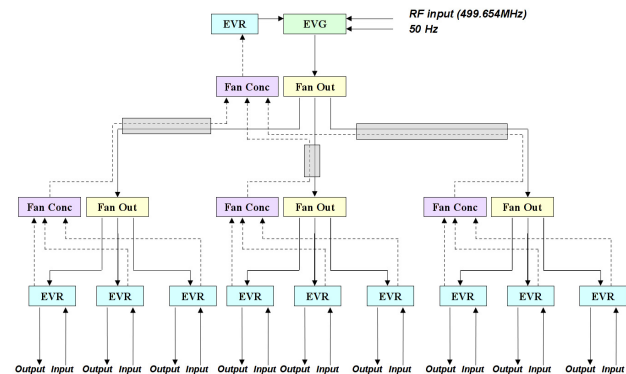 RF input (499.654MHz)
EVR EVG
50 Hz
Fan Conc Fan Out
Fan Conc Fan Out Fan Conc Fan Out Fan Conc Fan Out
EVR EVR EVR EVR EVR EVR EVR EVR EVR
Output Input Output Input Output Input Output Input Output Input Output Input Output Input Output Input Output Input